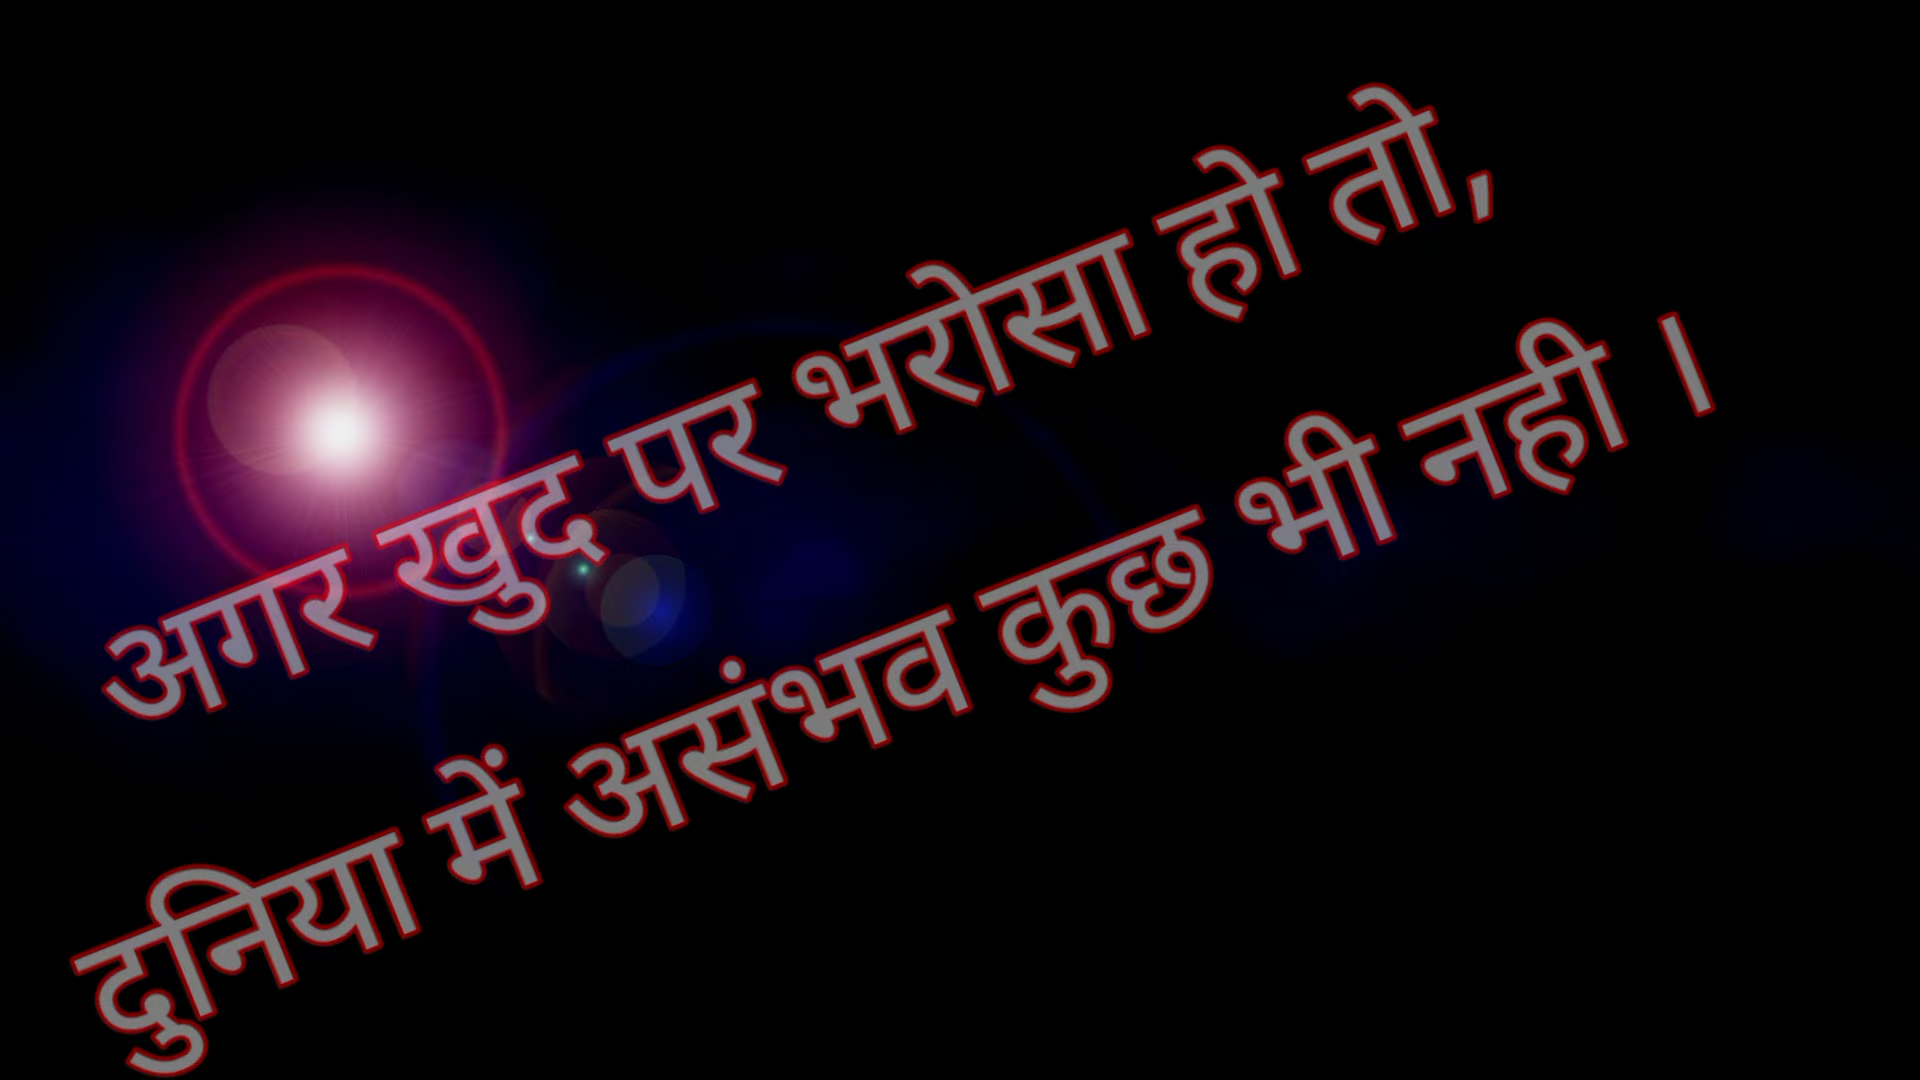 अगर खुद पर भरोसा हो तो,
दुनिया में असंभव कुछ भी नही ।